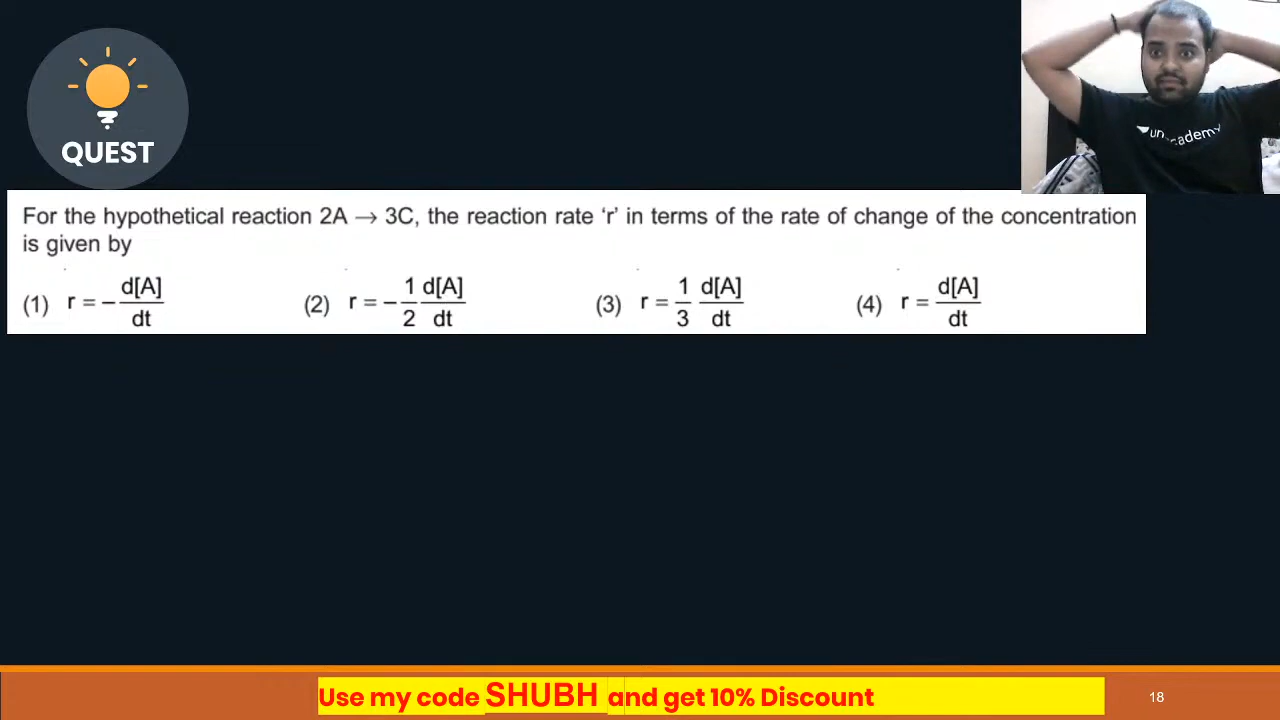 QUEST
unacademy
For the hypothetical reaction 2A → 3C, the reaction rate ‘r’ in terms of the rate of change of the concentration
is given by
(1) r = − d[A]/dt (2) r = − 1/2 d[A]/dt (3) r = 1/3 d[A]/dt (4) r = d[A]/dt
Use my code SHUBH and get 10% Discount
18